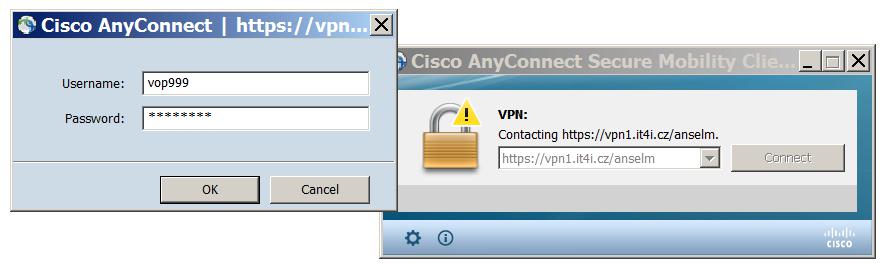 Cisco AnyConnect | https://vpn...
Username: vop999
Password: ********
OK Cancel
Cisco AnyConnect Secure Mobility Clie...
VPN:
Contacting https://vpn1.it4i.cz/anselm.
https://vpn1.it4i.cz/anselm Connect
CISCO